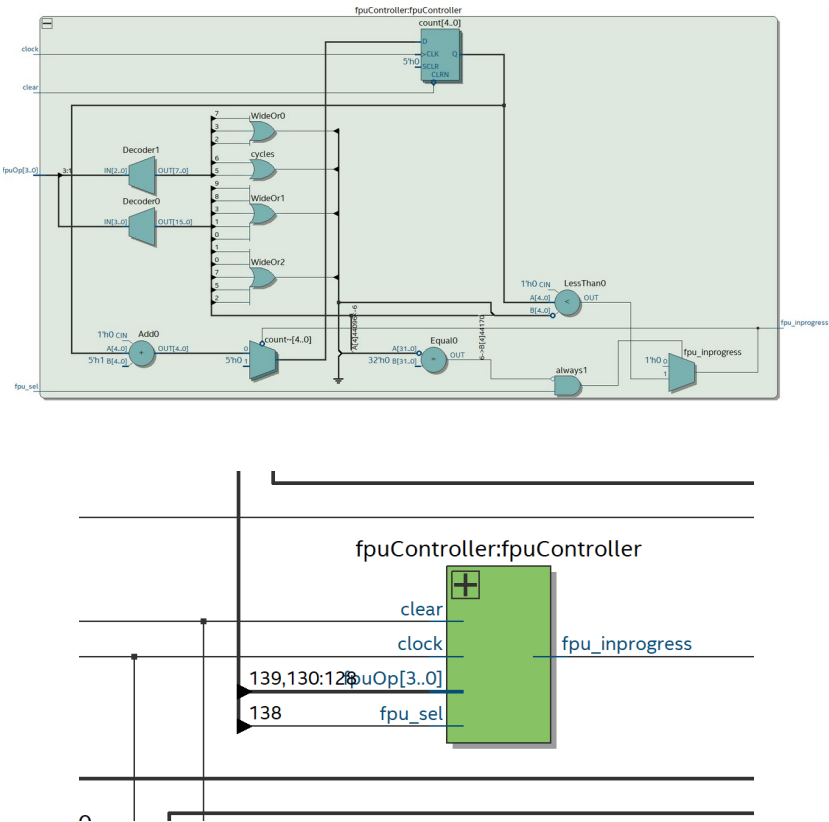 fpuController:fpuController
count[4..0]
clock
D
>CLK Q
5'h0 SCLR
CLRN
clear
7 WideOr0
3
2
Decoder1
6 cycles
5
fpuOp[3..0] 3:1 IN[2..0] OUT[7..0]
9
8 WideOr1
3
1
0
Decoder0
IN[3..0] OUT[15..0]
1
0 WideOr2
7
5
2
1'h0 CIN LessThan0
A[4..0] < OUT
B[4..0]
fpu_inprogress
1'h0 CIN Add0
A[4..0] + OUT[4..0]
5'h1 B[4..0]
0 count~[4..0]
5'h0 1
Equal0
A[31..0] = OUT
32'h0 B[31..0]
fpu_inprogress
1'h0 0
1
always1
fpu_sel
fpuController:fpuController
clear
clock
fpu_inprogress
139,130:128 fpuOp[3..0]
138 fpu_sel